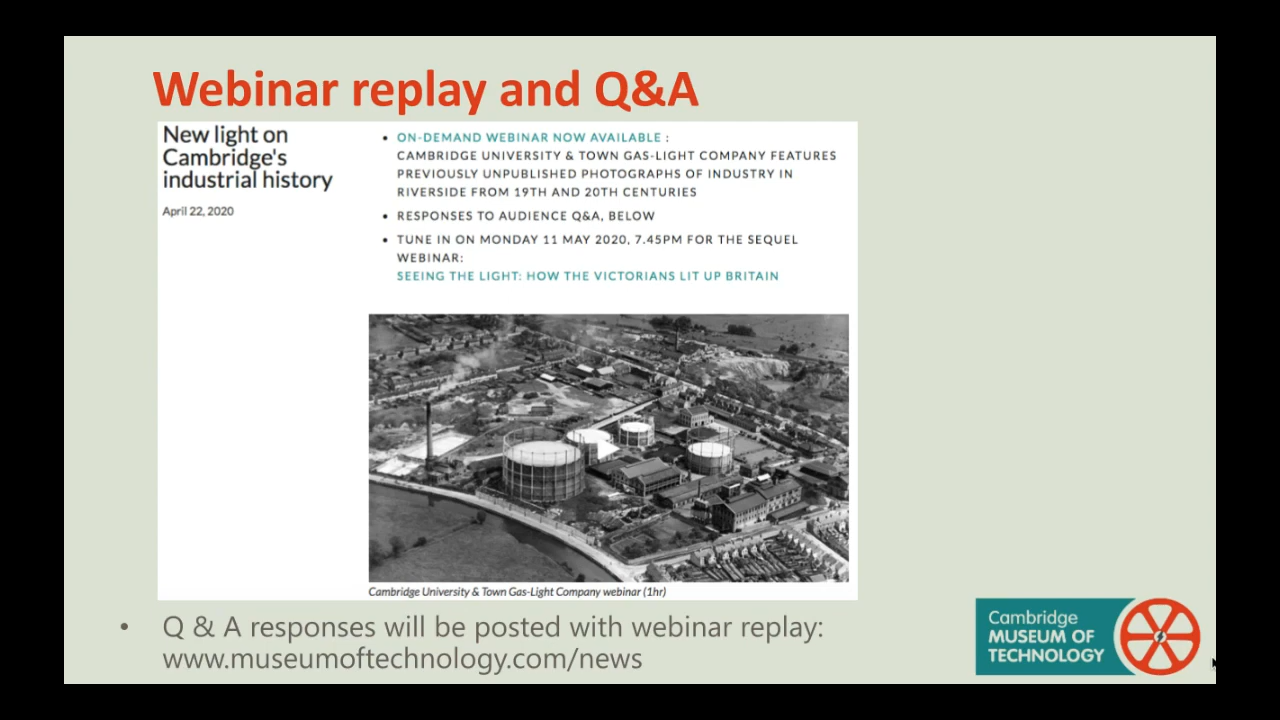 Webinar replay and Q&A
New light on
Cambridge's
industrial history
April 22, 2020
• ON-DEMAND WEBINAR NOW AVAILABLE :
CAMBRIDGE UNIVERSITY & TOWN GAS-LIGHT COMPANY FEATURES
PREVIOUSLY UNPUBLISHED PHOTOGRAPHS OF INDUSTRY IN
RIVERSIDE FROM 19TH AND 20TH CENTURIES
• RESPONSES TO AUDIENCE Q&A, BELOW
• TUNE IN ON MONDAY 11 MAY 2020, 7.45PM FOR THE SEQUEL
WEBINAR:
SEEING THE LIGHT: HOW THE VICTORIANS LIT UP BRITAIN
Cambridge University & Town Gas-Light Company webinar (1hr)
• Q & A responses will be posted with webinar replay:
www.museumoftechnology.com/news
Cambridge
MUSEUM OF
TECHNOLOGY